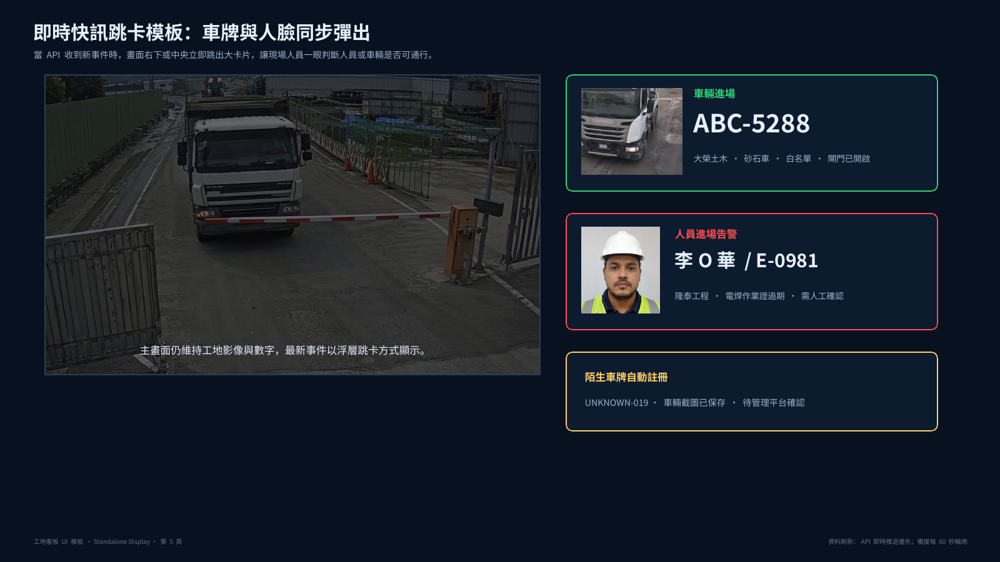 即時快訊跳卡模板：車牌與人臉同步彈出
當 API 收到新事件時，畫面右下或中央立即跳出大卡片，讓現場人員一眼判斷人員或車輛是否可通行。
主畫面仍維持工地影像與數字，最新事件以浮層跳卡方式顯示。
車輛進場
ABC-5288
大榮土木 · 砂石車 · 白名單 · 閘門已開啟
人員進場告警
李 O 華 / E-0981
隆泰工程 · 電焊作業證過期 · 需人工確認
陌生車牌自動註冊
UNKNOWN-019 · 車輛截圖已保存 · 待管理平台確認
工地看板 UI 模板 · Standalone Display · 第 5 頁
資料刷新： API 即時推送優先；備援每 60 秒輪詢